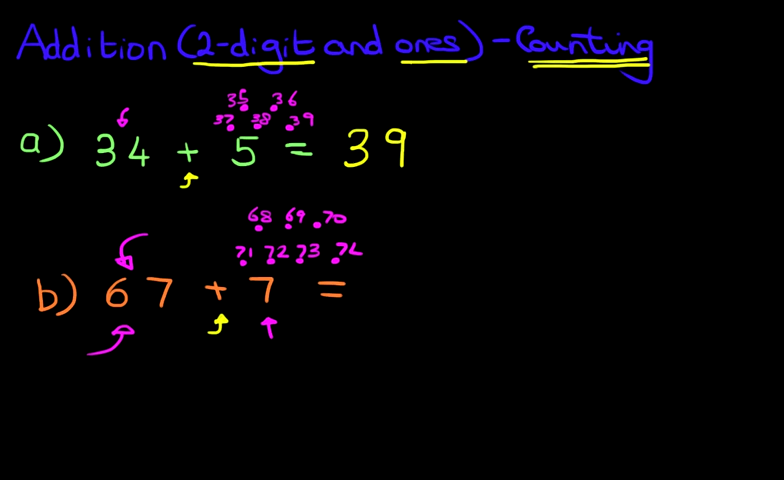 Addition (2-digit and ones) - Counting
35 36
37 38 39
a) 34 + 5 = 39
68 69 70
71 72 73 74
b) 67 + 7 =